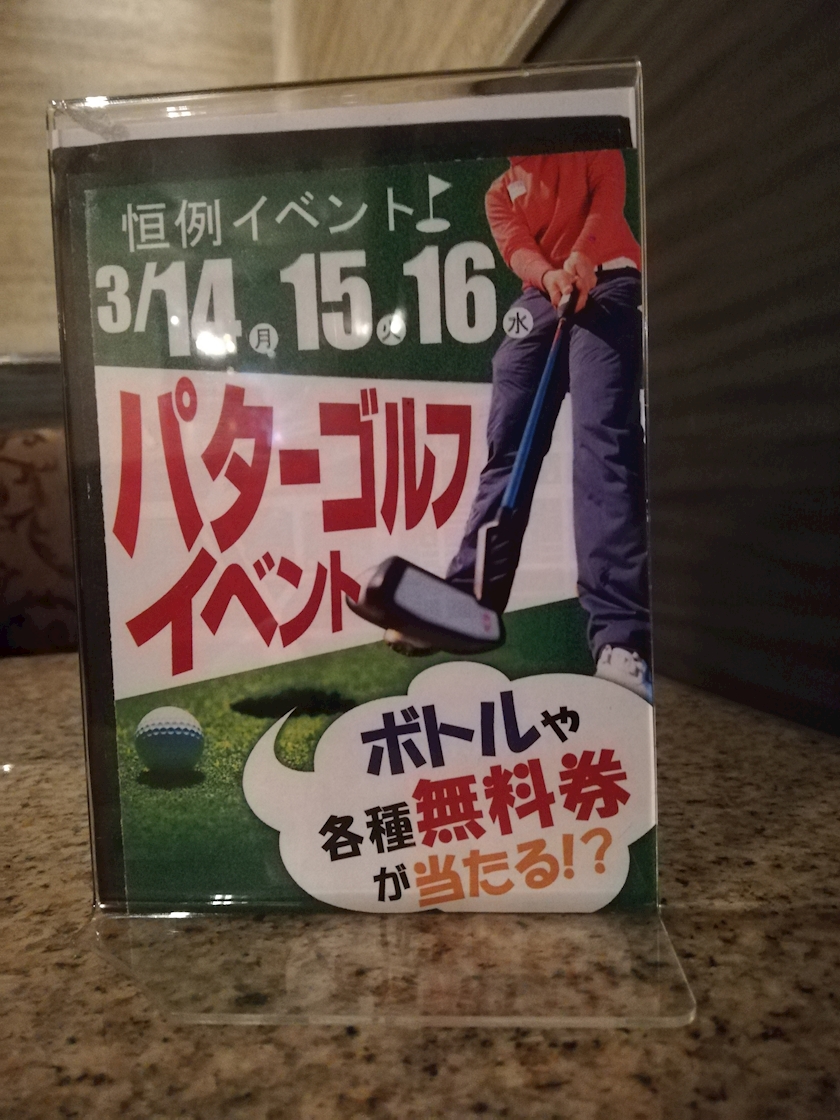 恒例イベント
3/14月 15火 16水
パターゴルフ
イベント
ボトルや
各種無料券
が当たる!?